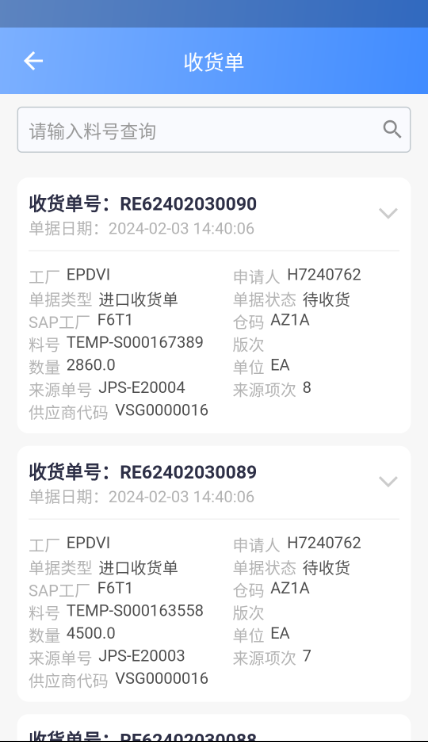 收货单
请输入料号查询
收货单号：RE62402030090
单据日期：2024-02-03 14:40:06
工厂 EPDVI 申请人 H7240762
单据类型 进口收货单 单据状态 待收货
SAP工厂 F6T1 仓码 AZ1A
料号 TEMP-S000167389 版次
数量 2860.0 单位 EA
来源单号 JPS-E20004 来源项次 8
供应商代码 VSG0000016
收货单号：RE62402030089
单据日期：2024-02-03 14:40:06
工厂 EPDVI 申请人 H7240762
单据类型 进口收货单 单据状态 待收货
SAP工厂 F6T1 仓码 AZ1A
料号 TEMP-S000163558 版次
数量 4500.0 单位 EA
来源单号 JPS-E20003 来源项次 7
供应商代码 VSG0000016
收货单号：RE62402030088